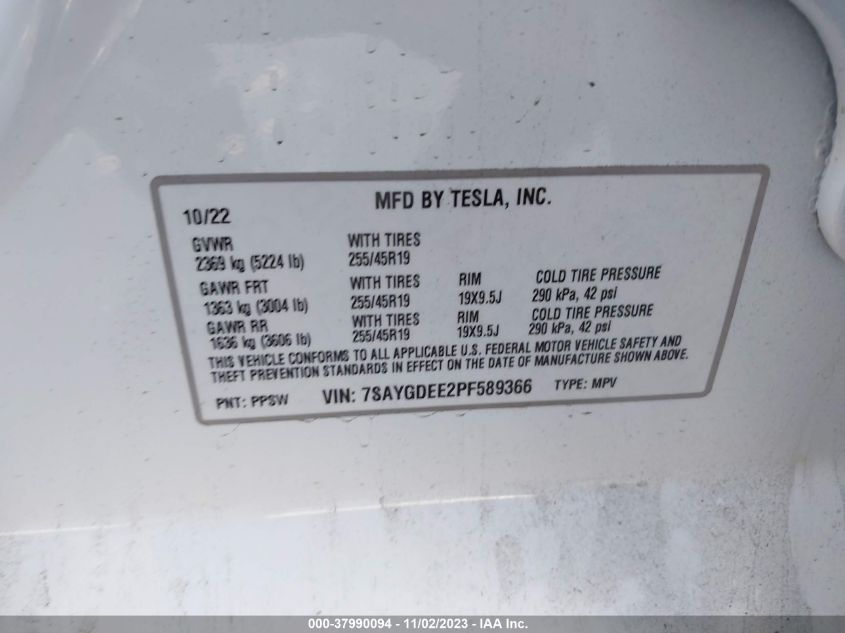 MFD BY TESLA, INC.
10/22
GVWR WITH TIRES
2369 kg (5224 lb) 255/45R19
GAWR FRT WITH TIRES RIM COLD TIRE PRESSURE
1363 kg (3004 lb) 255/45R19 19X9.5J 290 kPa, 42 psi
GAWR RR WITH TIRES RIM COLD TIRE PRESSURE
1636 kg (3606 lb) 255/45R19 19X9.5J 290 kPa, 42 psi
THIS VEHICLE CONFORMS TO ALL APPLICABLE U.S. FEDERAL MOTOR VEHICLE SAFETY AND
THEFT PREVENTION STANDARDS IN EFFECT ON THE DATE OF MANUFACTURE SHOWN ABOVE.
PNT: PPSW VIN: 7SAYGDEE2PF589366 TYPE: MPV
000-37990094 - 11/02/2023 - IAA Inc.